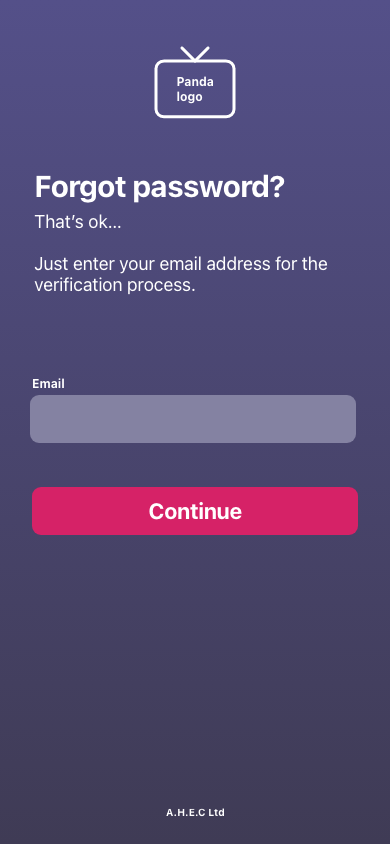 Panda
logo
Forgot password?
That’s ok...
Just enter your email address for the
verification process.
Email
Continue
A.H.E.C Ltd